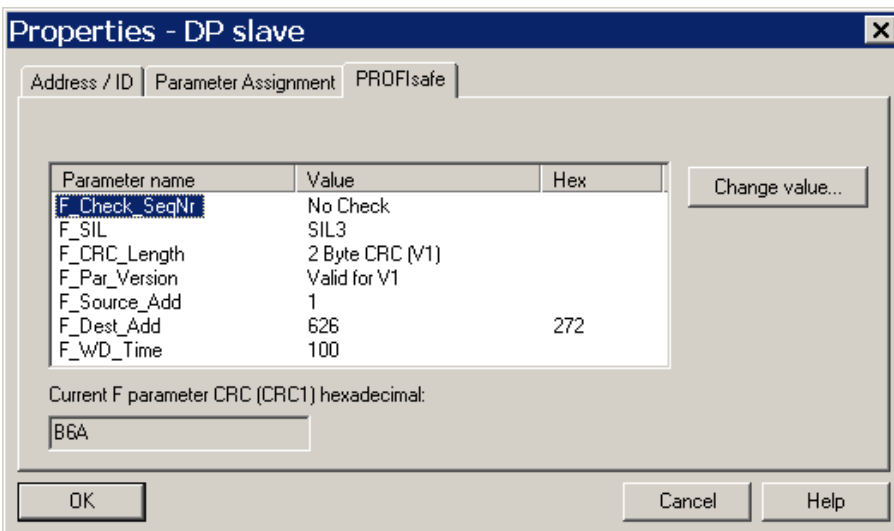 Properties - DP slave
Address / ID Parameter Assignment PROFIsafe
Parameter name Value Hex
Change value...
F_Check_SeqNr No Check
F_SIL SIL3
F_CRC_Length 2 Byte CRC (V1)
F_Par_Version Valid for V1
F_Source_Add 1
F_Dest_Add 626 272
F_WD_Time 100
Current F parameter CRC (CRC1) hexadecimal:
B6A
OK Cancel Help